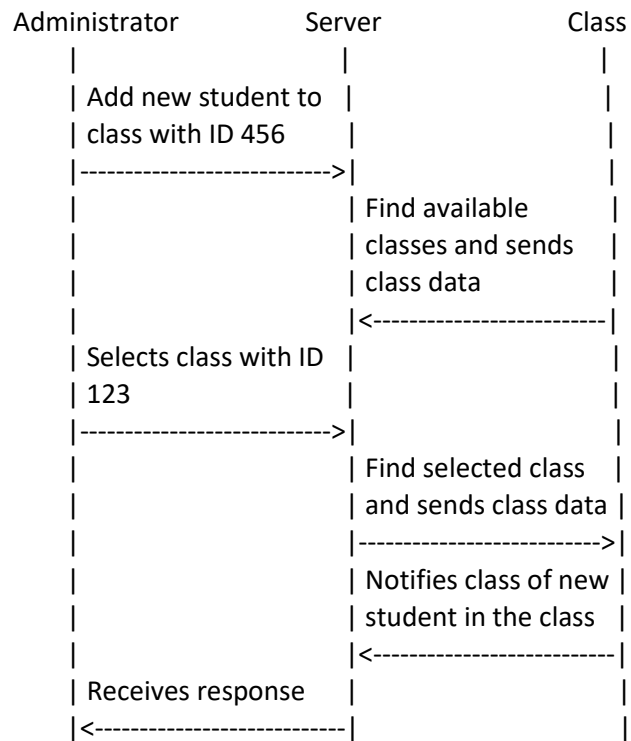 Administrator Server Class
| | |
| Add new student to | |
| class with ID 456 | |
|---------------------------->| |
| | Find available |
| | classes and sends |
| | class data |
| |<--------------------------|
| Selects class with ID | |
| 123 | |
|---------------------------->| |
| | Find selected class |
| | and sends class data |
| |--------------------------->|
| | Notifies class of new |
| | student in the class |
| |<---------------------------|
| Receives response | |
|<----------------------------| |